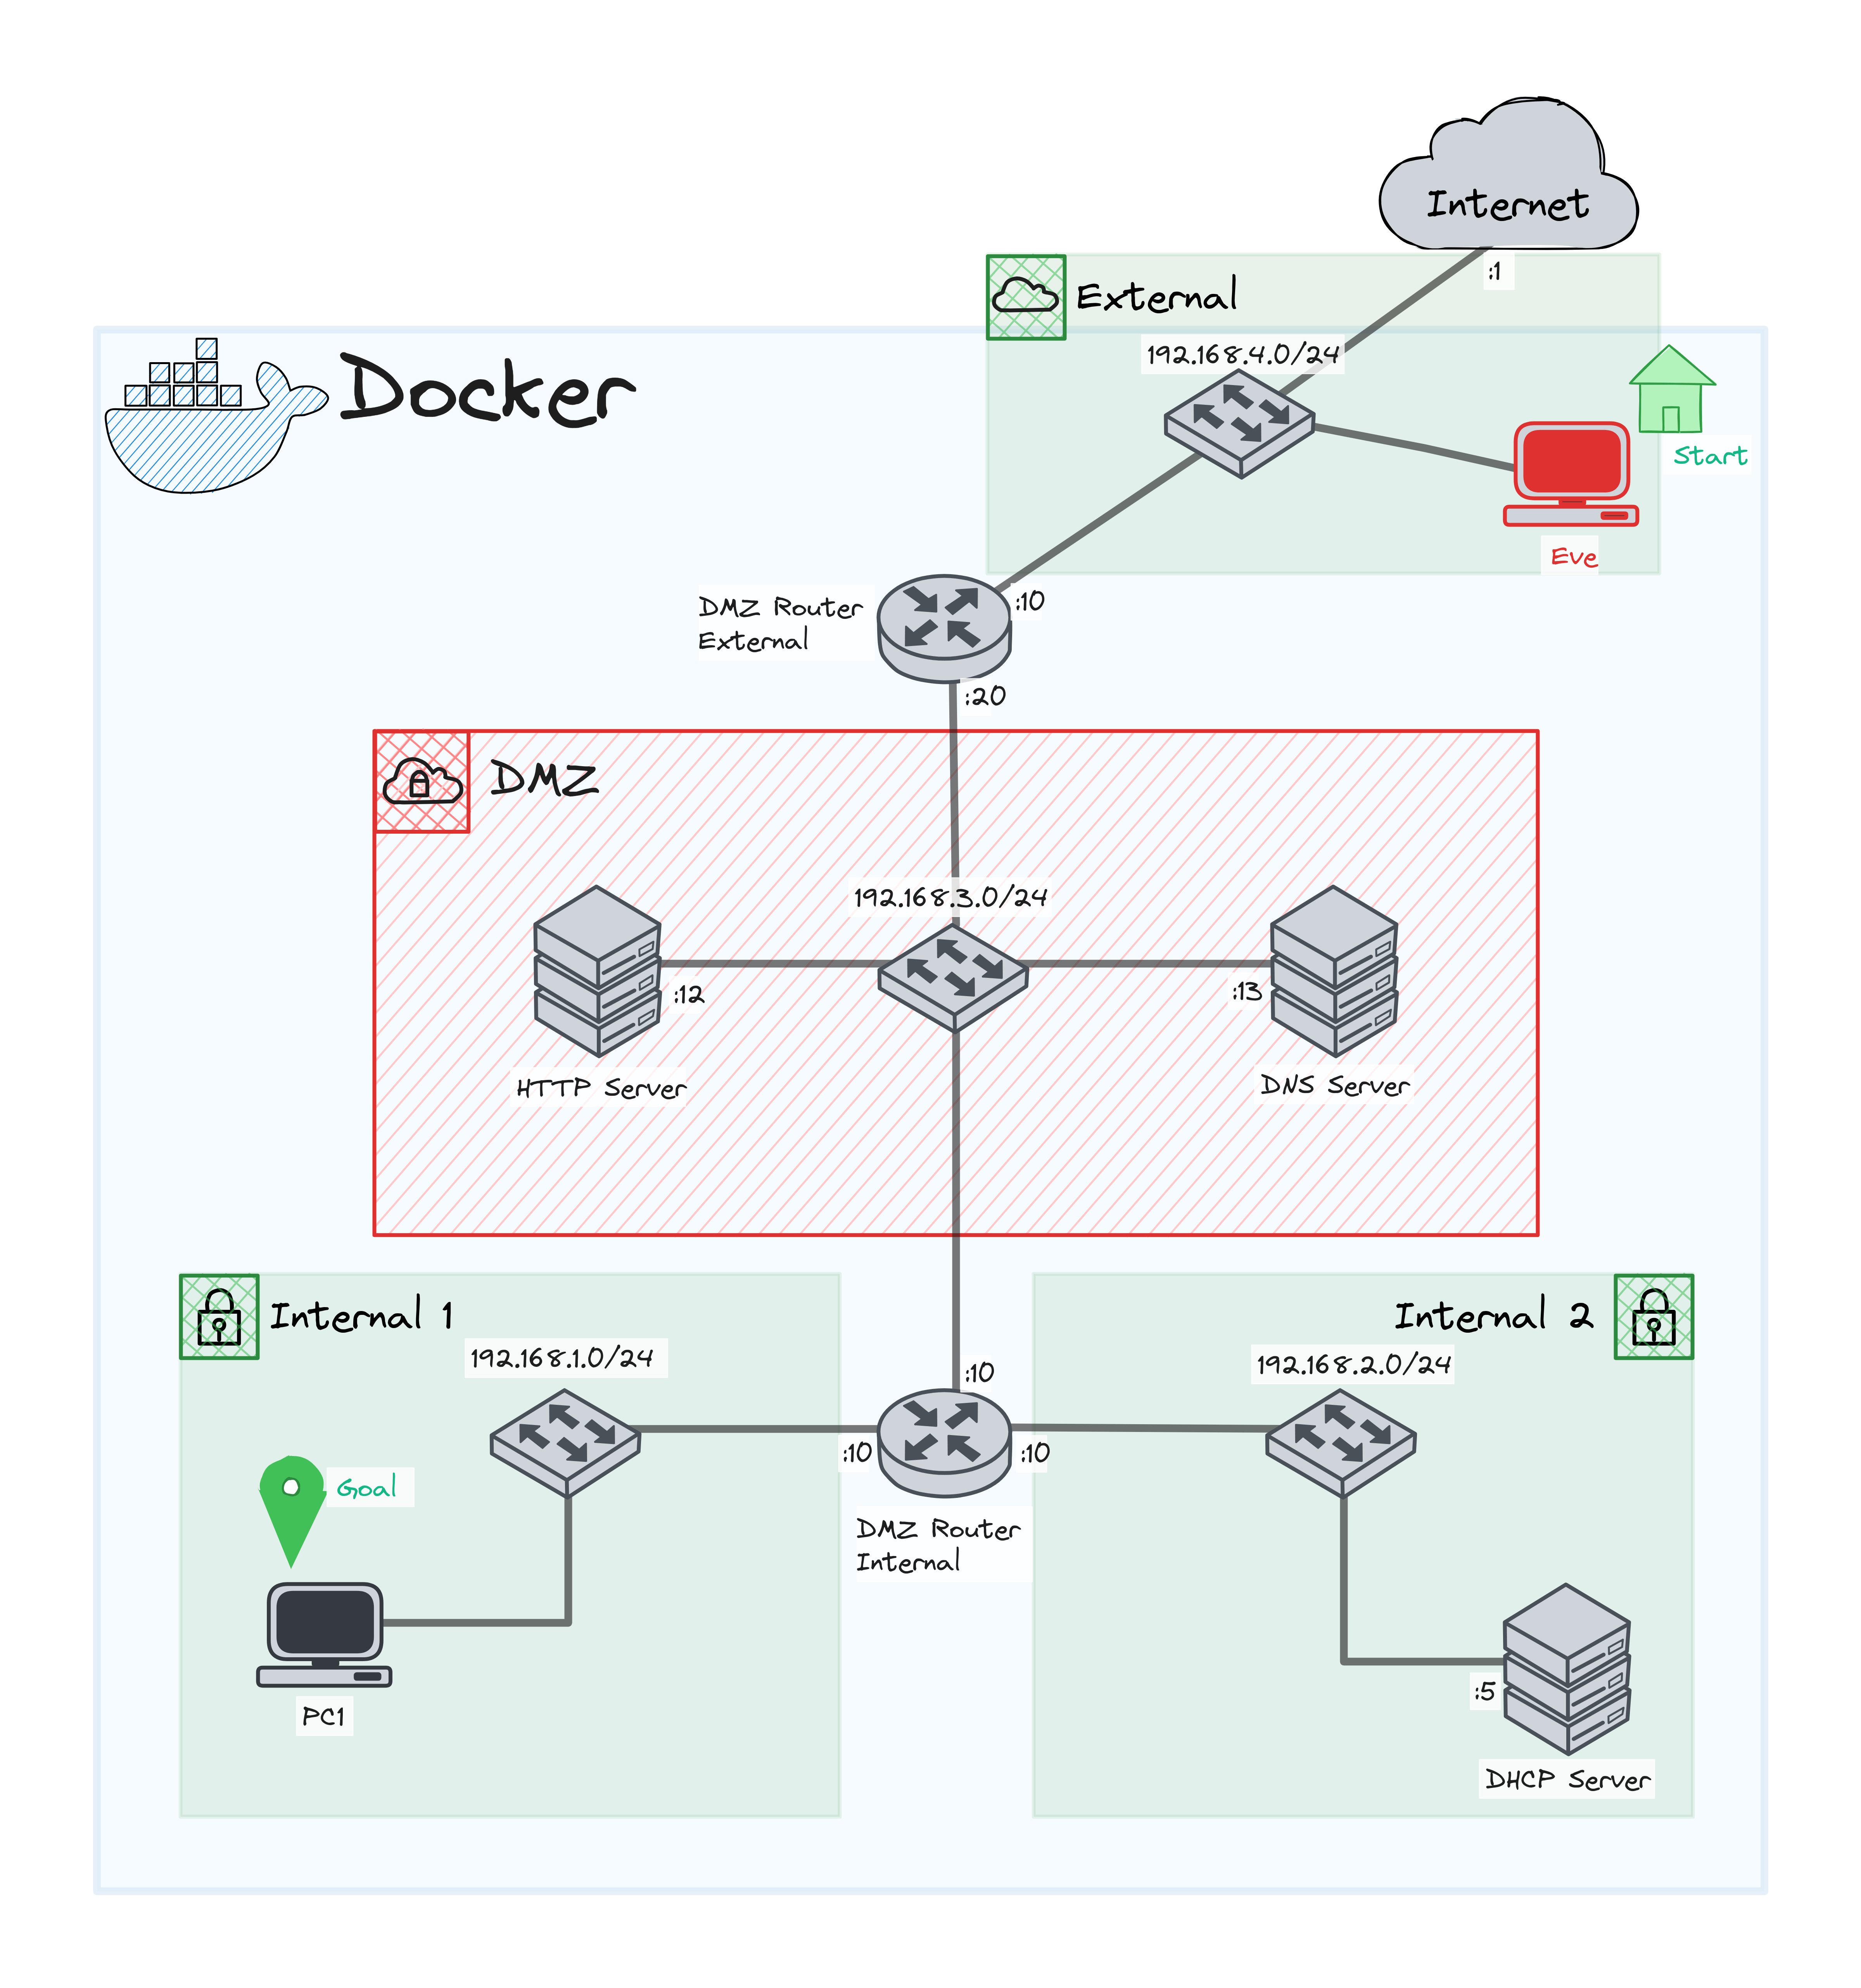 Internet
:1
External
192.168.4.0/24
Docker
Start
Eve
:10
DMZ Router
External
:20
DMZ
192.168.3.0/24
:12
:13
HTTP Server
DNS Server
Internal 1
Internal 2
192.168.1.0/24
192.168.2.0/24
:10
:10
:10
Goal
DMZ Router
Internal
PC1
:5
DHCP Server